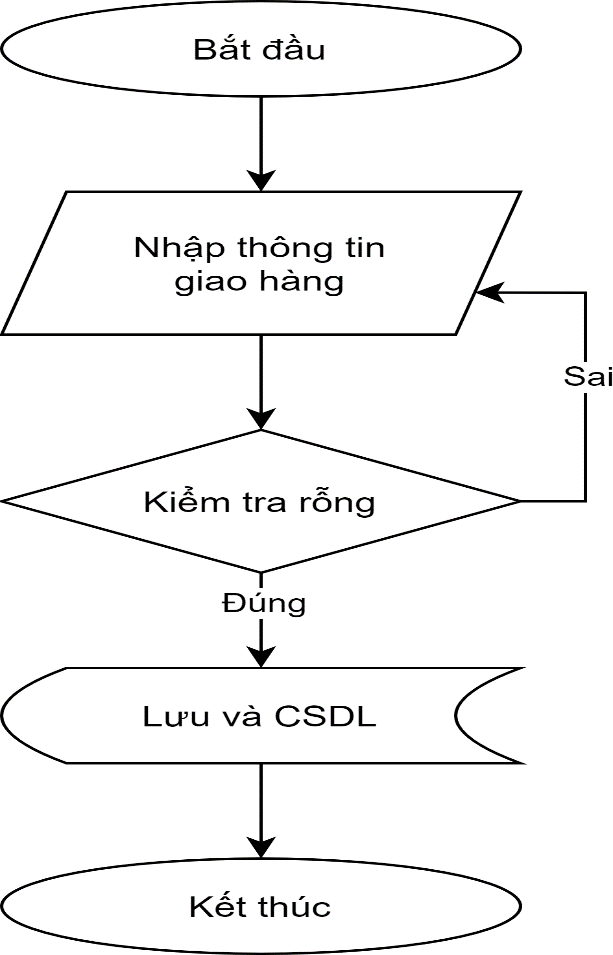 Bắt đầu
Nhập thông tin
giao hàng
Sai
Kiểm tra rỗng
Đúng
Lưu và CSDL
Kết thúc